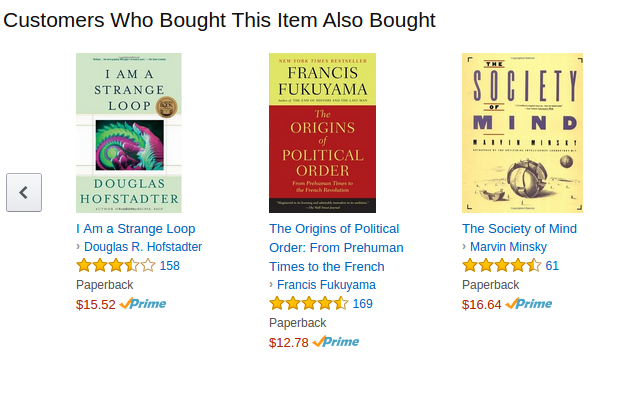 Customers Who Bought This Item Also Bought
I AM A
STRANGE
LOOP
DOUGLAS
HOFSTADTER
I Am a Strange Loop
› Douglas R. Hofstadter
158
Paperback
$15.52 Prime
NEW YORK TIMES BESTSELLER
FRANCIS
FUKUYAMA
Author of THE END OF HISTORY AND THE LAST MAN
The
ORIGINS
of
POLITICAL
ORDER
From Prehuman Times to
the French Revolution
The Origins of Political
Order: From Prehuman
Times to the French
› Francis Fukuyama
169
Paperback
$12.78 Prime
THE
SOCIETY
OF
MIND
MARVIN MINSKY
The Society of Mind
› Marvin Minsky
61
Paperback
$16.64 Prime